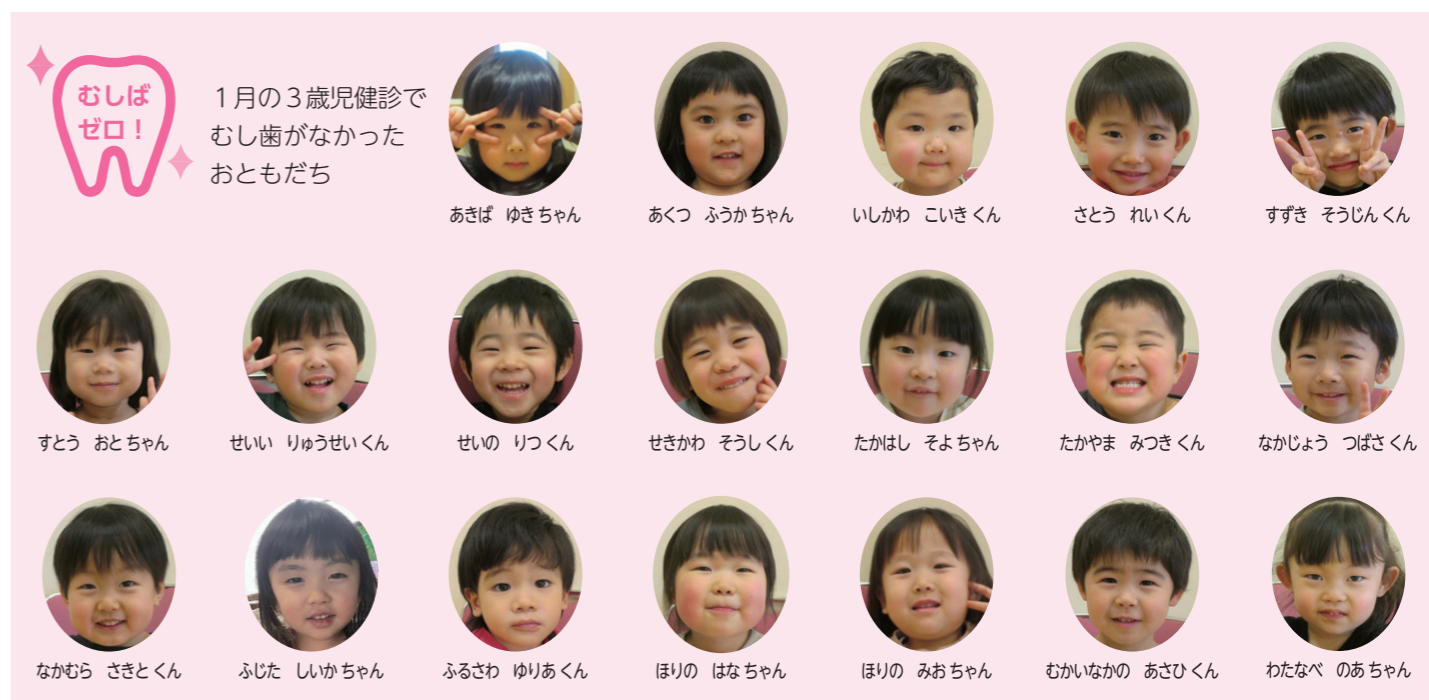 むしば
ゼロ！
１月の３歳児健診で
むし歯がなかった
おともだち
あきば　ゆきちゃん
あくつ　ふうかちゃん
いしかわ　こいきくん
さとう　れいくん
すずき　そうじんくん
すとう　おとちゃん
せいい　りゅうせいくん
せいの　りつくん
せきかわ　そうしくん
たかはし　そよちゃん
たかやま　みつきくん
なかじょう　つばさくん
なかむら　さきとくん
ふじた　しいかちゃん
ふるさわ　ゆりあくん
ほりの　はなちゃん
ほりの　みおちゃん
むかいなかの　あさひくん
わたなべ　のあちゃん